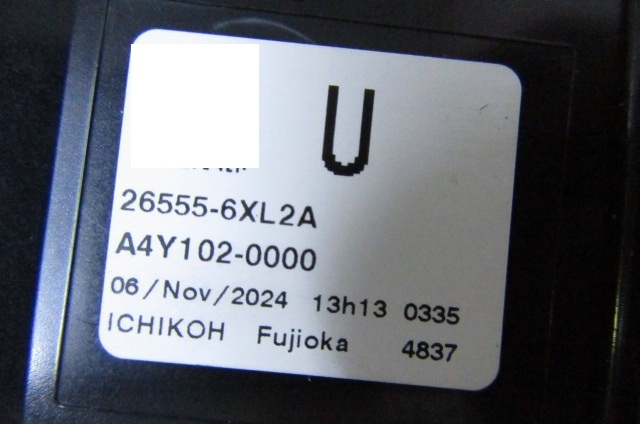 U
26555-6XL2A
A4Y102-0000
06/Nov/2024 13h13 0335
ICHIKOH Fujioka 4837